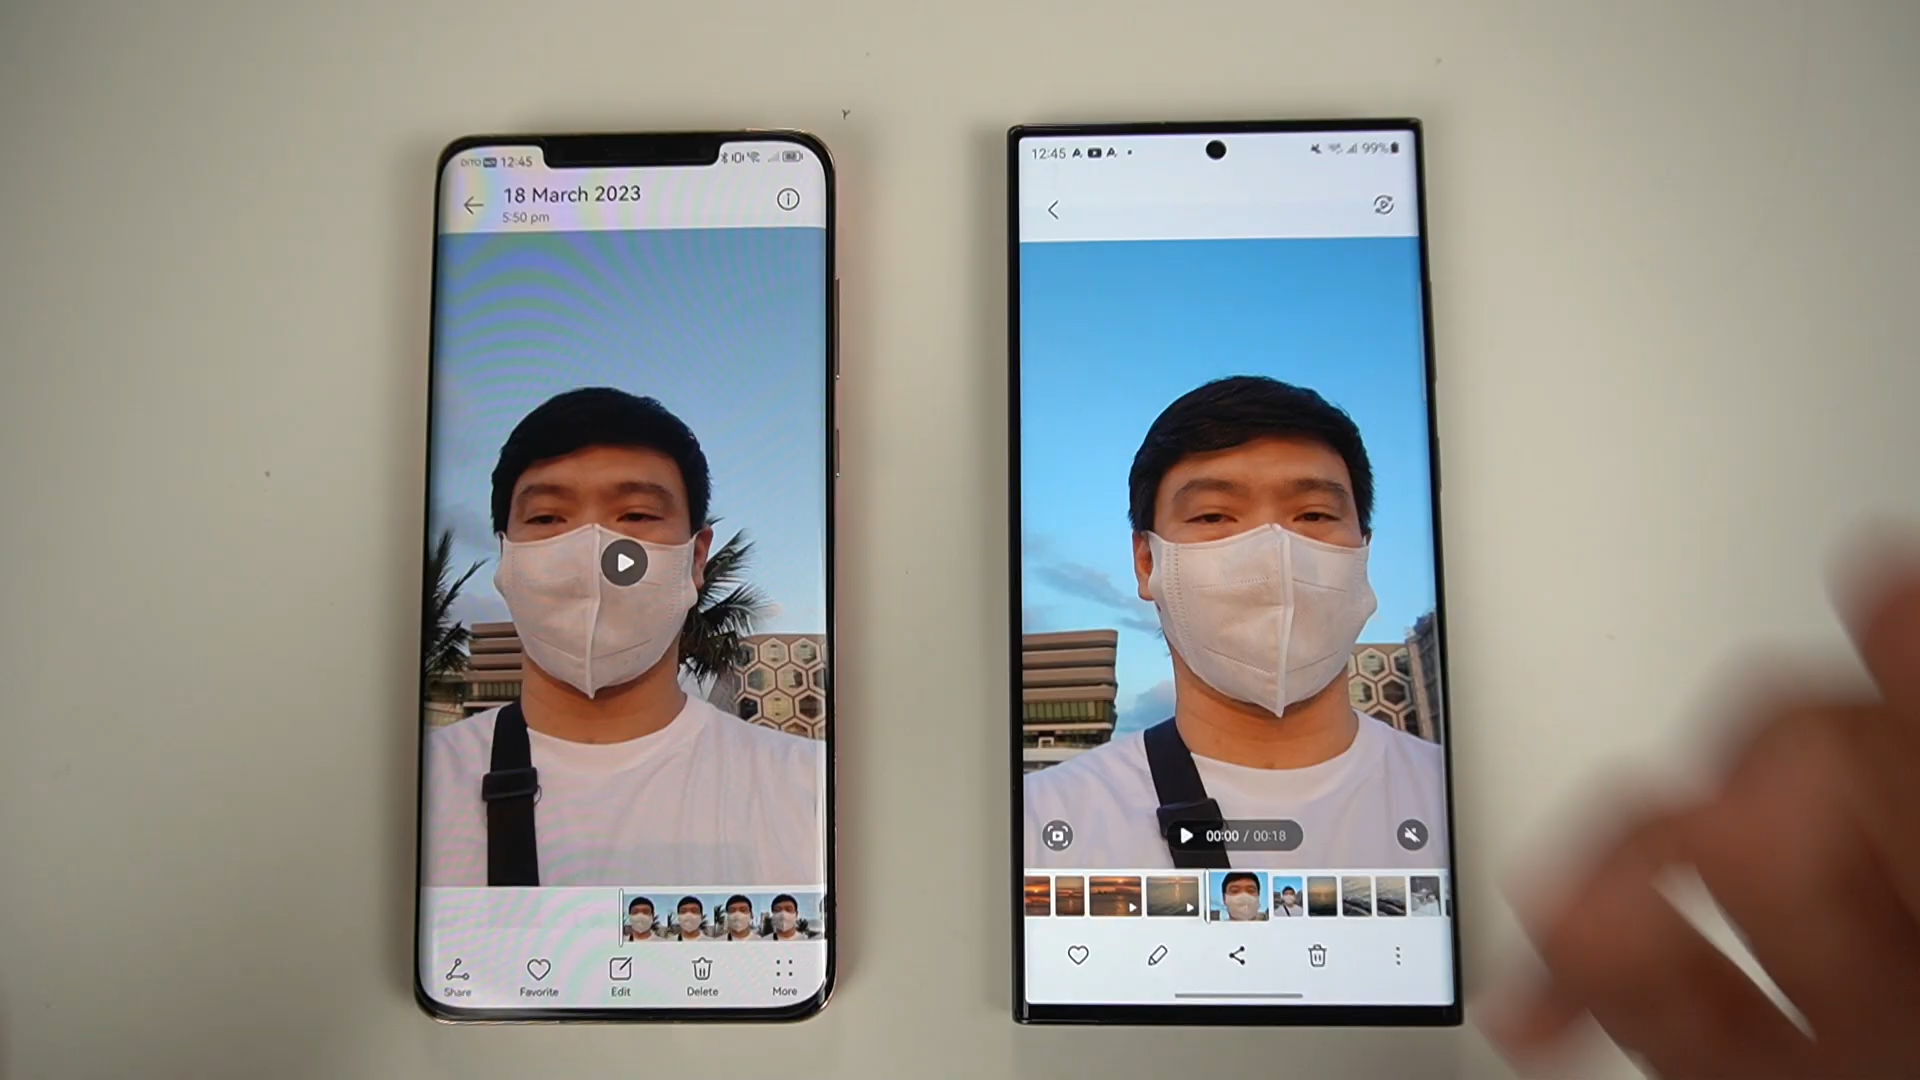 DITO 12:45
18 March 2023
5:50 pm
Share
Favorite
Edit
Delete
More
12:45
99%
00:00 / 00:18